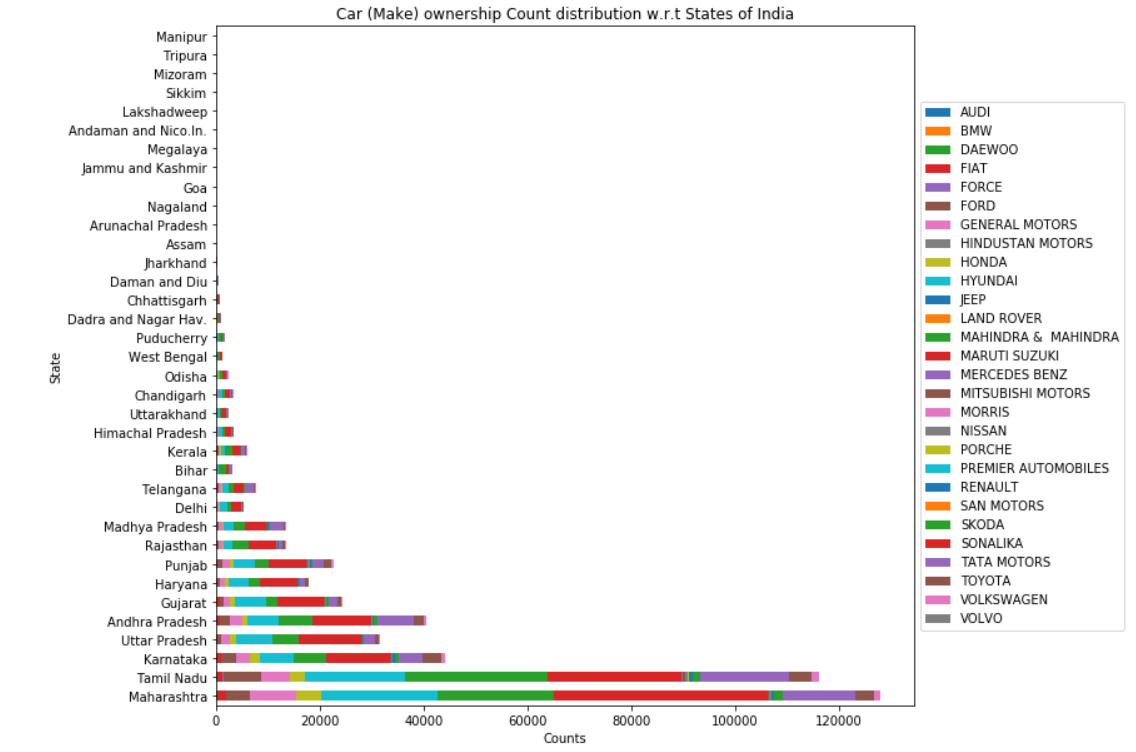 Car (Make) ownership Count distribution w.r.t States of India
State
Manipur
Tripura
Mizoram
Sikkim
Lakshadweep
Andaman and Nico.In.
Megalaya
Jammu and Kashmir
Goa
Nagaland
Arunachal Pradesh
Assam
Jharkhand
Daman and Diu
Chhattisgarh
Dadra and Nagar Hav.
Puducherry
West Bengal
Odisha
Chandigarh
Uttarakhand
Himachal Pradesh
Kerala
Bihar
Telangana
Delhi
Madhya Pradesh
Rajasthan
Punjab
Haryana
Gujarat
Andhra Pradesh
Uttar Pradesh
Karnataka
Tamil Nadu
Maharashtra
0 20000 40000 60000 80000 100000 120000
Counts
AUDI
BMW
DAEWOO
FIAT
FORCE
FORD
GENERAL MOTORS
HINDUSTAN MOTORS
HONDA
HYUNDAI
JEEP
LAND ROVER
MAHINDRA &  MAHINDRA
MARUTI SUZUKI
MERCEDES BENZ
MITSUBISHI MOTORS
MORRIS
NISSAN
PORCHE
PREMIER AUTOMOBILES
RENAULT
SAN MOTORS
SKODA
SONALIKA
TATA MOTORS
TOYOTA
VOLKSWAGEN
VOLVO